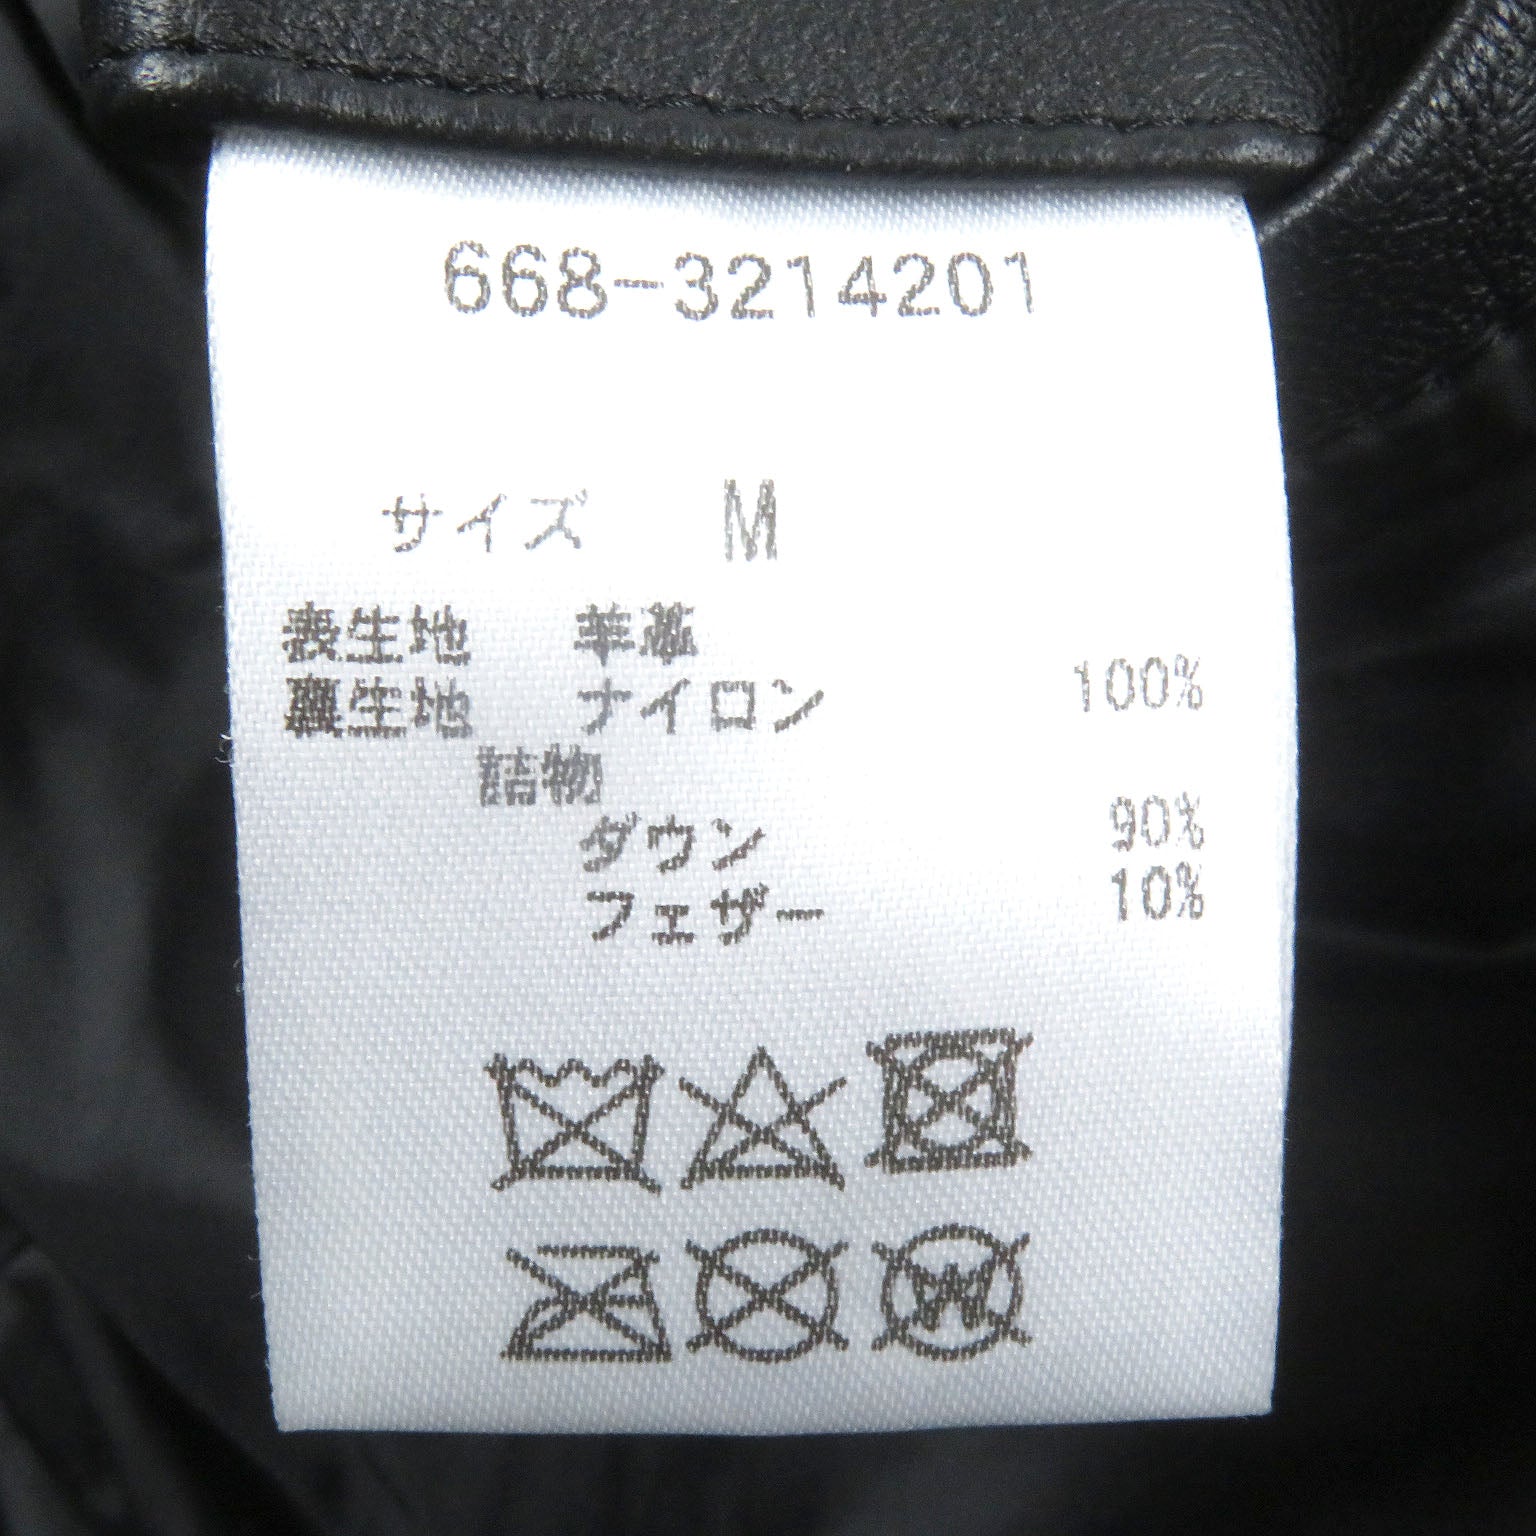 668-3214201
サイズ M
表生地 羊革
裏生地 ナイロン 100%
詰物
ダウン 90%
フェザー 10%
W